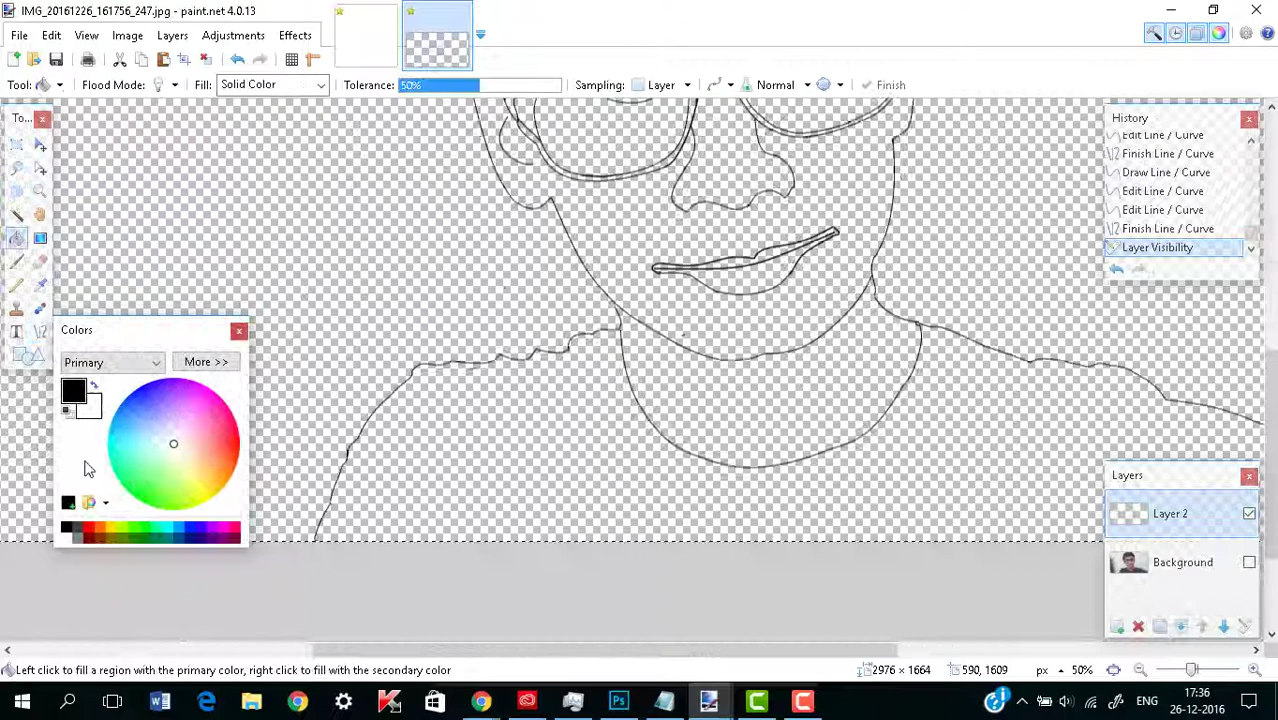 IMG_20161226_161756_247.jpg - paint.net 4.0.13
File Edit View Image Layers Adjustments Effects
Tool: Flood Mode: Fill: Solid Color Tolerance: 50% Sampling: Layer Normal Finish
To...
History
Edit Line / Curve
Finish Line / Curve
Draw Line / Curve
Edit Line / Curve
Edit Line / Curve
Finish Line / Curve
Layer Visibility
Colors
Primary More >>
Layers
Layer 2
Background
Left click to fill a region with the primary color, right click to fill with the secondary color 2976 × 1664 590, 1609 px 50%
ENG 17:36
26-12-2016